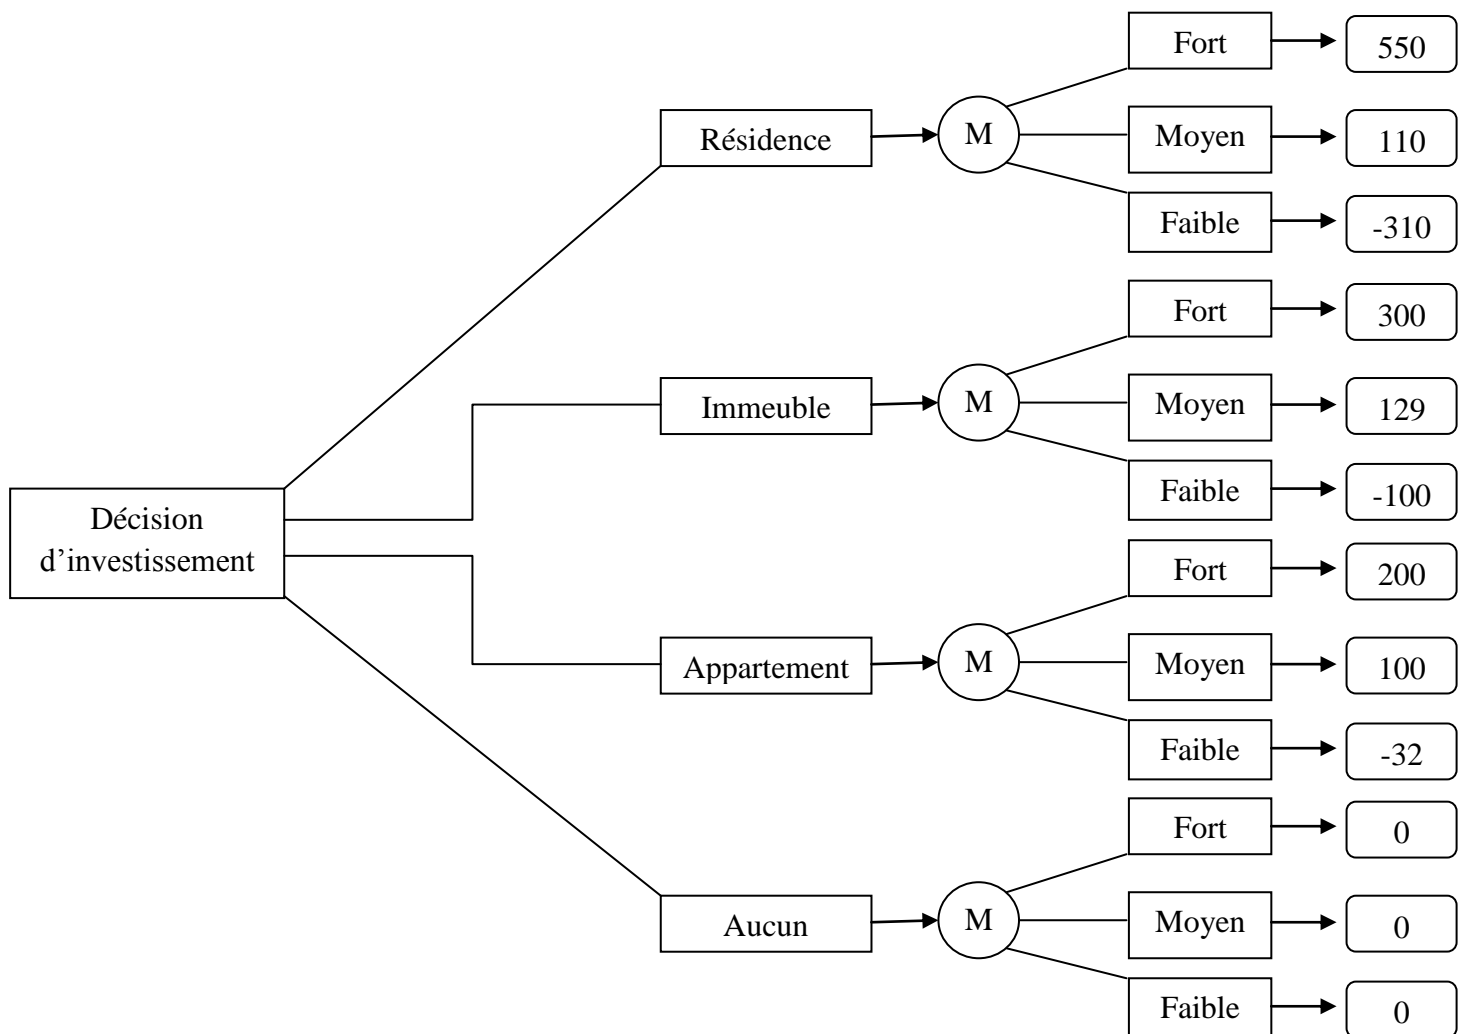 Fort
550
Résidence
M
Moyen
110
Faible
-310
Fort
300
Immeuble
M
Moyen
129
Faible
-100
Décision
d’investissement
Fort
200
Appartement
M
Moyen
100
Faible
-32
Fort
0
Aucun
M
Moyen
0
Faible
0